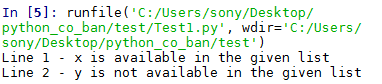 In [5]: runfile('C:/Users/sony/Desktop/
python_co_ban/test/Test1.py', wdir='C:/Users/
sony/Desktop/python_co_ban/test')
Line 1 - x is available in the given list
Line 2 - y is not available in the given list